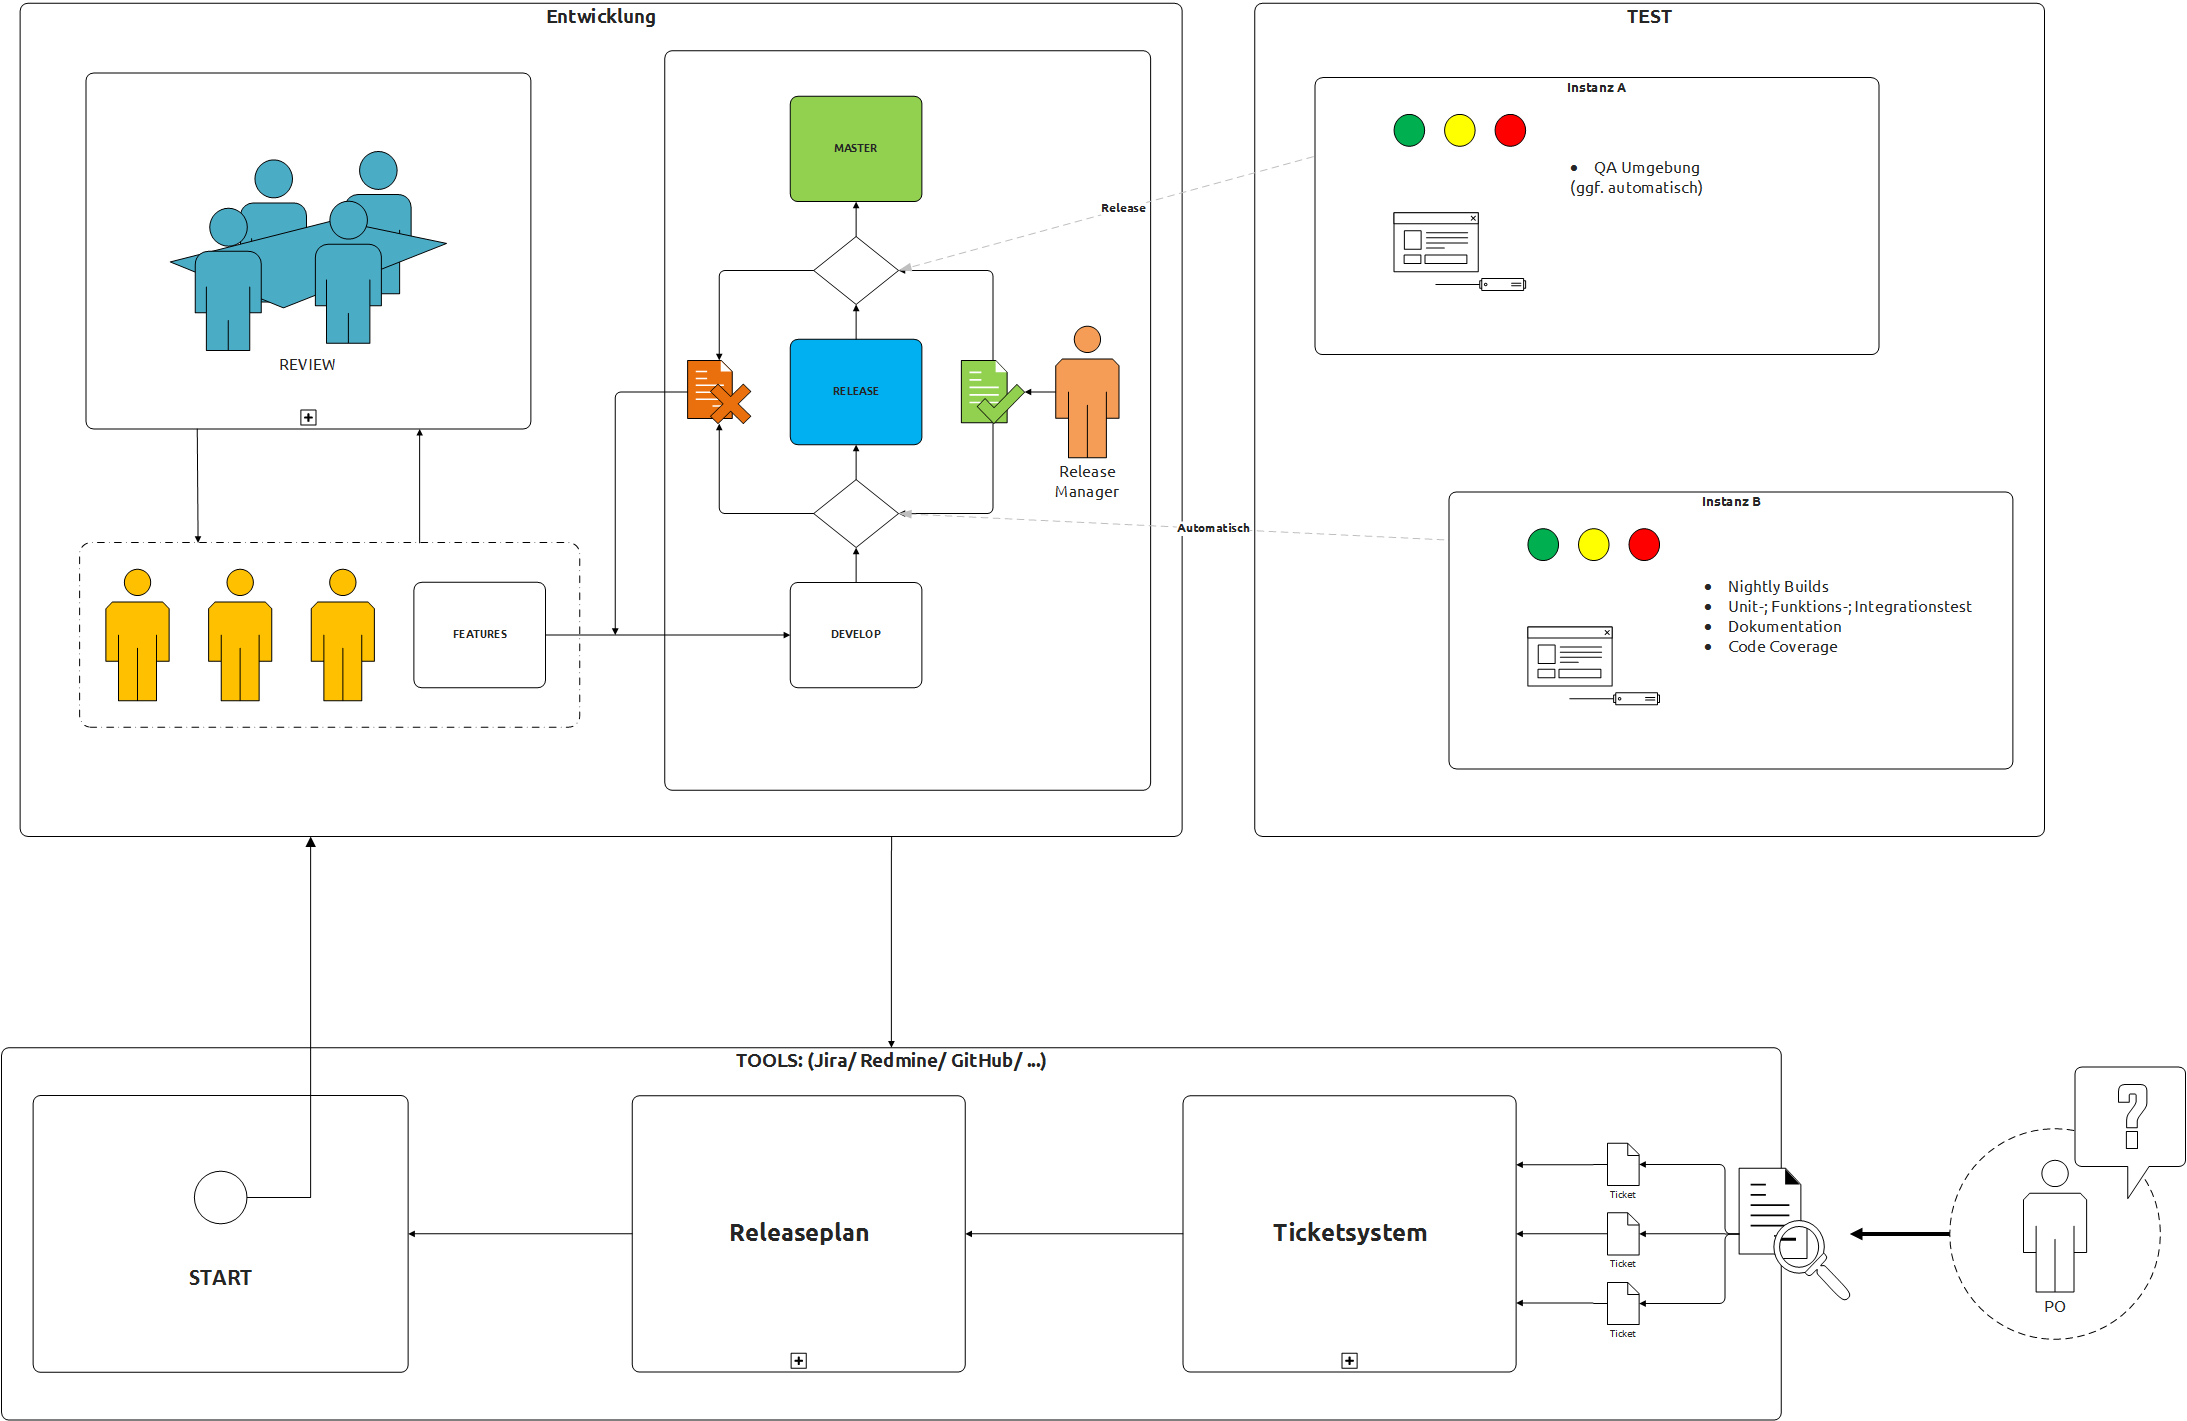 Entwicklung
REVIEW
FEATURES
MASTER
RELEASE
DEVELOP
Release
Manager
Release
Automatisch
TEST
Instanz A
• QA Umgebung
(ggf. automatisch)
Instanz B
• Nightly Builds
• Unit-; Funktions-; Integrationstest
• Dokumentation
• Code Coverage
TOOLS: (Jira/ Redmine/ GitHub/ ...)
START
Releaseplan
Ticketsystem
Ticket
Ticket
Ticket
?
PO